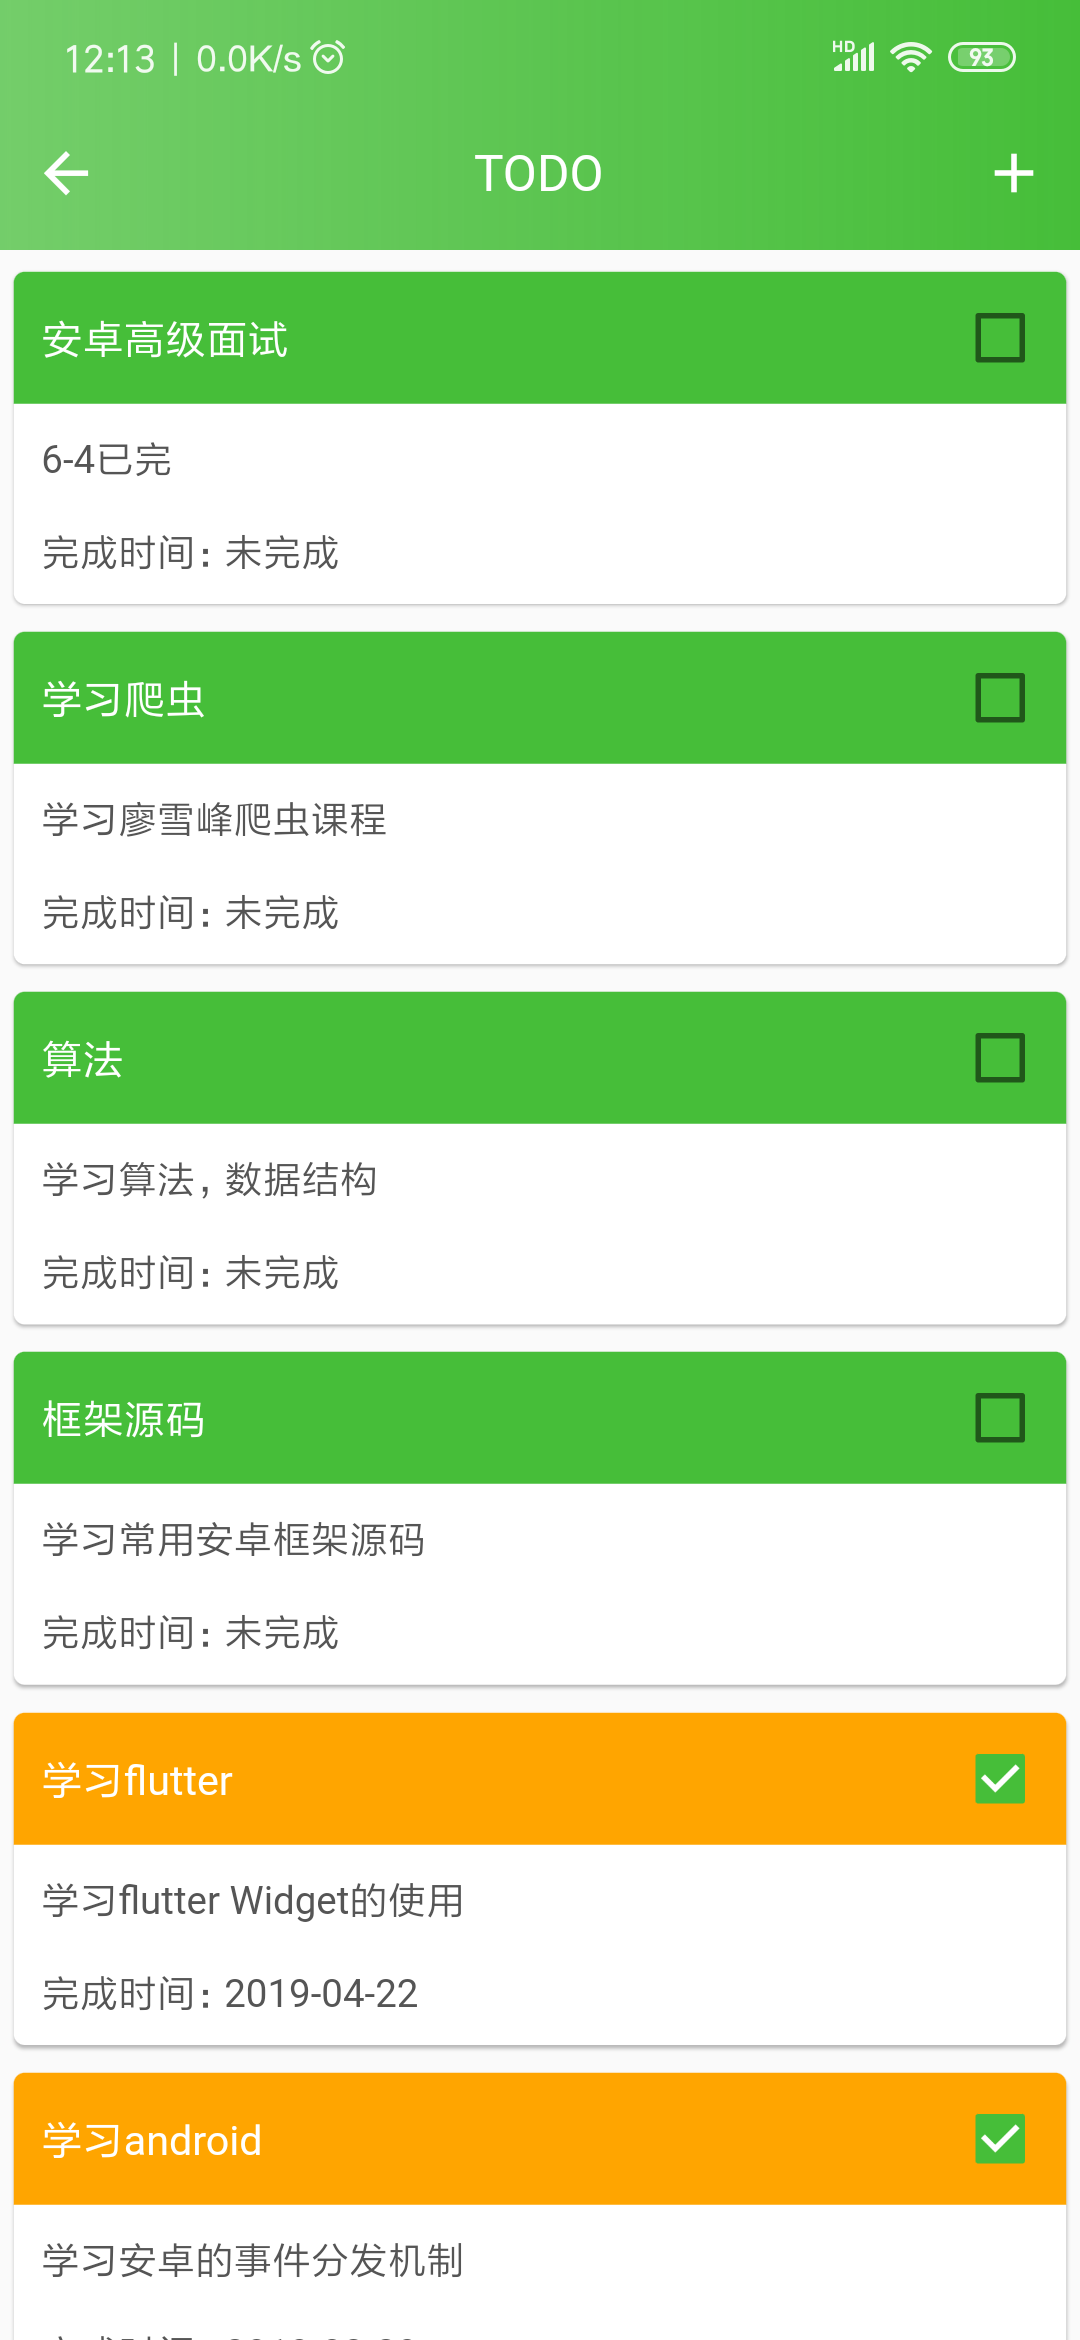 12:13 | 0.0K/s
HD
93
TODO
安卓高级面试
6-4已完
完成时间：未完成
学习爬虫
学习廖雪峰爬虫课程
完成时间：未完成
算法
学习算法，数据结构
完成时间：未完成
框架源码
学习常用安卓框架源码
完成时间：未完成
学习flutter
学习flutter Widget的使用
完成时间：2019-04-22
学习android
学习安卓的事件分发机制